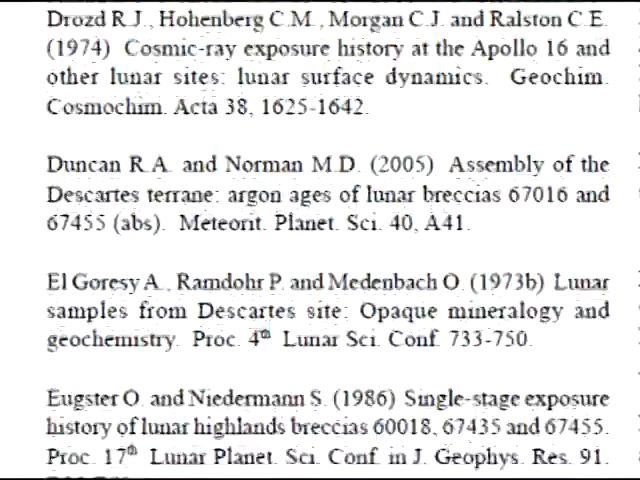 Drozd R.J., Hohenberg C.M., Morgan C.J. and Ralston C.E.
(1974) Cosmic-ray exposure history at the Apollo 16 and
other lunar sites: lunar surface dynamics. Geochim.
Cosmochim. Acta 38, 1625-1642.
Duncan R.A. and Norman M.D. (2005) Assembly of the
Descartes terrane: argon ages of lunar breccias 67016 and
67455 (abs). Meteorit. Planet. Sci. 40, A41.
El Goresy A., Ramdohr P. and Medenbach O. (1973b) Lunar
samples from Descartes site: Opaque mineralogy and
geochemistry. Proc. 4th Lunar Sci. Conf. 733-750.
Eugster O. and Niedermann S. (1986) Single-stage exposure
history of lunar highlands breccias 60018, 67435 and 67455.
Proc. 17th Lunar Planet. Sci. Conf. in J. Geophys. Res. 91.